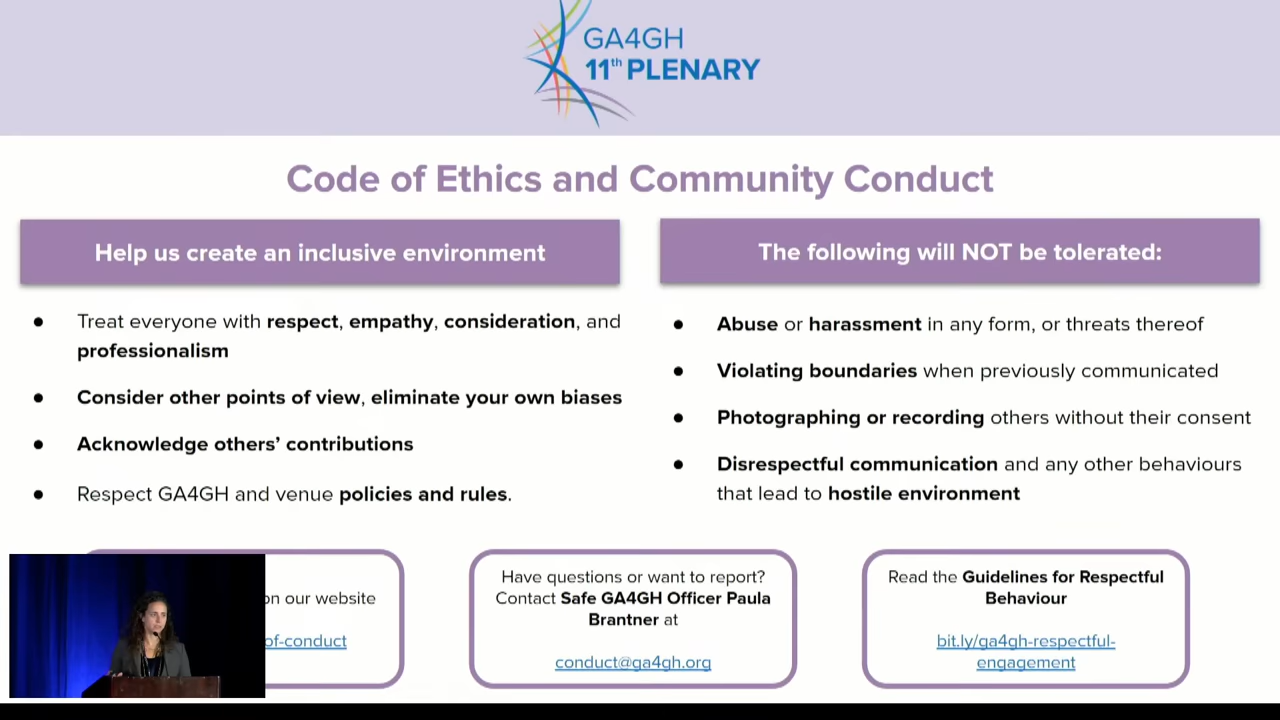 GA4GH
11th PLENARY
Code of Ethics and Community Conduct
Help us create an inclusive environment
● Treat everyone with respect, empathy, consideration, and
professionalism
● Consider other points of view, eliminate your own biases
● Acknowledge others’ contributions
● Respect GA4GH and venue policies and rules.
The following will NOT be tolerated:
● Abuse or harassment in any form, or threats thereof
● Violating boundaries when previously communicated
● Photographing or recording others without their consent
● Disrespectful communication and any other behaviours
that lead to hostile environment
on our website
of-conduct
Have questions or want to report?
Contact Safe GA4GH Officer Paula
Brantner at
conduct@ga4gh.org
Read the Guidelines for Respectful
Behaviour
bit.ly/ga4gh-respectful-
engagement